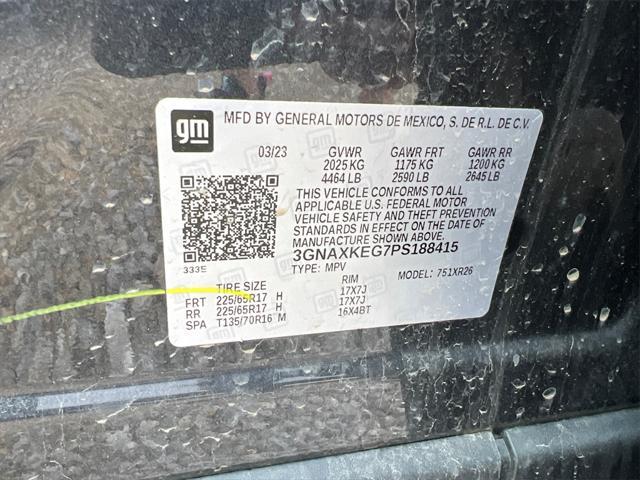 gm
MFD BY GENERAL MOTORS DE MEXICO, S. DE R.L. DE C.V.
03/23 GVWR GAWR FRT GAWR RR
2025 KG 1175 KG 1200 KG
4464 LB 2590 LB 2645 LB
THIS VEHICLE CONFORMS TO ALL
APPLICABLE U.S. FEDERAL MOTOR
VEHICLE SAFETY AND THEFT PREVENTION
STANDARDS IN EFFECT ON THE DATE OF
MANUFACTURE SHOWN ABOVE.
3GNAXKEG7PS188415
333E TYPE: MPV MODEL: 751XR26
TIRE SIZE RIM
FRT 225/65R17 H 17X7J
RR 225/65R17 H 17X7J
SPA T135/70R16 M 16X4BT